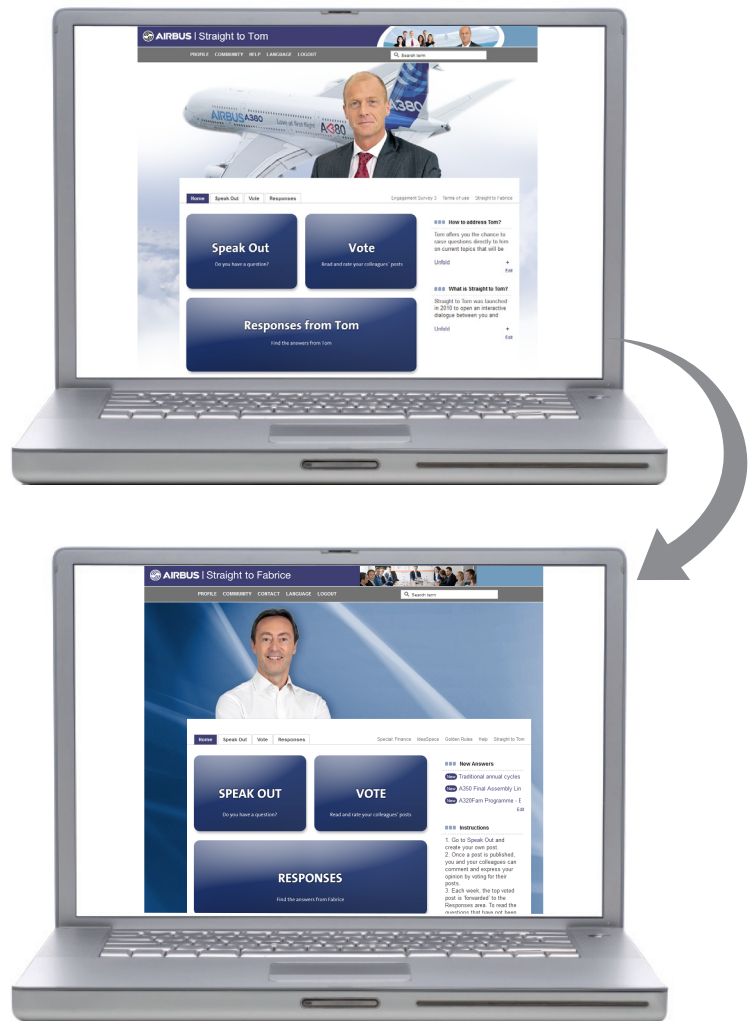 AIRBUS | Straight to Tom
PROFILE COMMUNITY HELP LANGUAGE LOGOUT
Search term
AIRBUS A380 Love at first flight A380
A380
Home Speak Out Vote Responses
Engagement Survey 3 Terms of use Straight to Fabrice
Speak Out
Do you have a question?
Vote
Read and rate your colleagues' posts
Responses from Tom
Find the answers from Tom
How to address Tom?
Tom offers you the chance to
raise questions directly to him
on current topics that will be
Unfold +
Edit
What is Straight to Tom?
Straight to Tom was launched
in 2010 to open an interactive
dialogue between you and
Unfold +
Edit
AIRBUS | Straight to Fabrice
PROFILE COMMUNITY CONTACT LANGUAGE LOGOUT
Search term
Home Speak Out Vote Responses
Special: Finance IdeaSpace Golden Rules Help Straight to Tom
SPEAK OUT
Do you have a question?
VOTE
Read and rate your colleagues' posts
RESPONSES
Find the answers from Fabrice
New Answers
New Traditional annual cycles
New A350 Final Assembly Lin
New A320Fam Programme - E
Edit
Instructions
1. Go to Speak Out and
create your own post.
2. Once a post is published,
you and your colleagues can
comment and express your
opinion by voting for their
posts.
3. Each week, the top voted
post is 'forwarded' to the
Responses area. To read the
questions that have not been